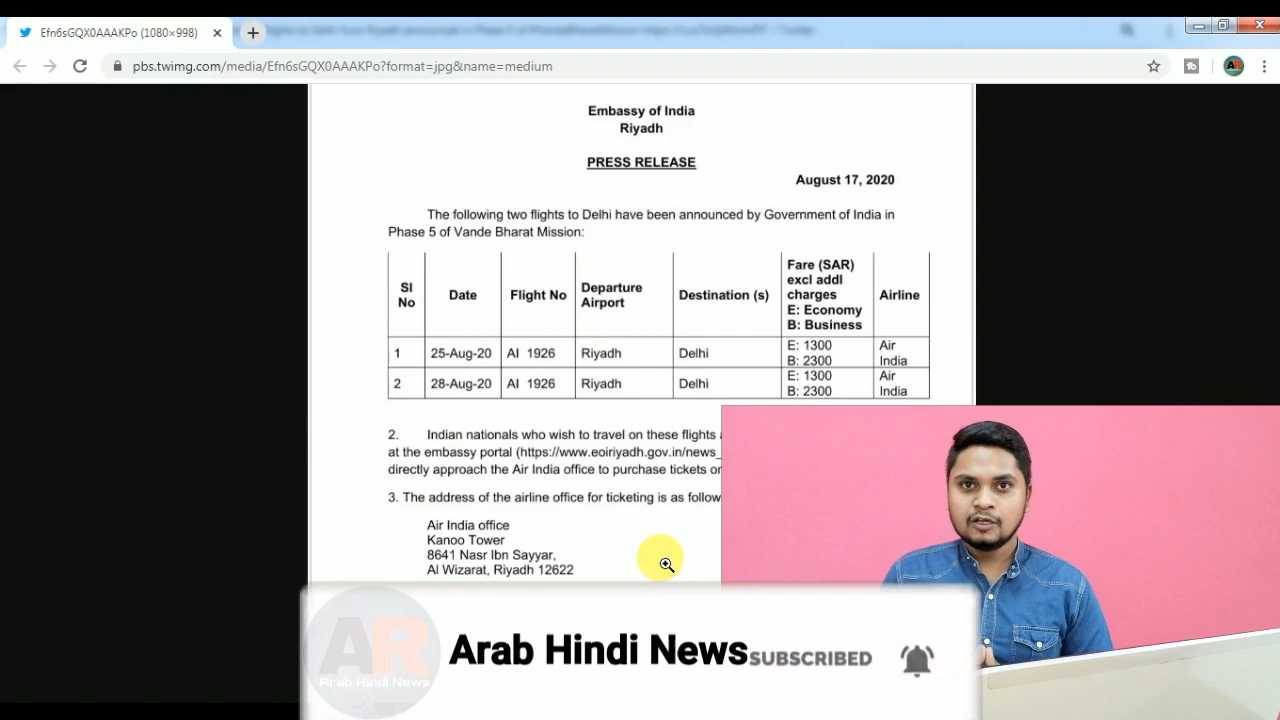 Efn6sGQX0AAAKPo (1080×998)
pbs.twimg.com/media/Efn6sGQX0AAAKPo?format=jpg&name=medium
Embassy of India
Riyadh
PRESS RELEASE
August 17, 2020
The following two flights to Delhi have been announced by Government of India in
Phase 5 of Vande Bharat Mission:
Sl No Date Flight No Departure Airport Destination (s) Fare (SAR) excl addl charges E: Economy B: Business Airline
1 25-Aug-20 AI 1926 Riyadh Delhi E: 1300 B: 2300 Air India
2 28-Aug-20 AI 1926 Riyadh Delhi E: 1300 B: 2300 Air India
2. Indian nationals who wish to travel on these flights
at the embassy portal (https://www.eoiriyadh.gov.in/news_
directly approach the Air India office to purchase tickets
3. The address of the airline office for ticketing is as
Air India office
Kanoo Tower
8641 Nasr Ibn Sayyar,
Al Wizarat, Riyadh 12622
AR
Arab Hindi News
Arab Hindi News
SUBSCRIBED